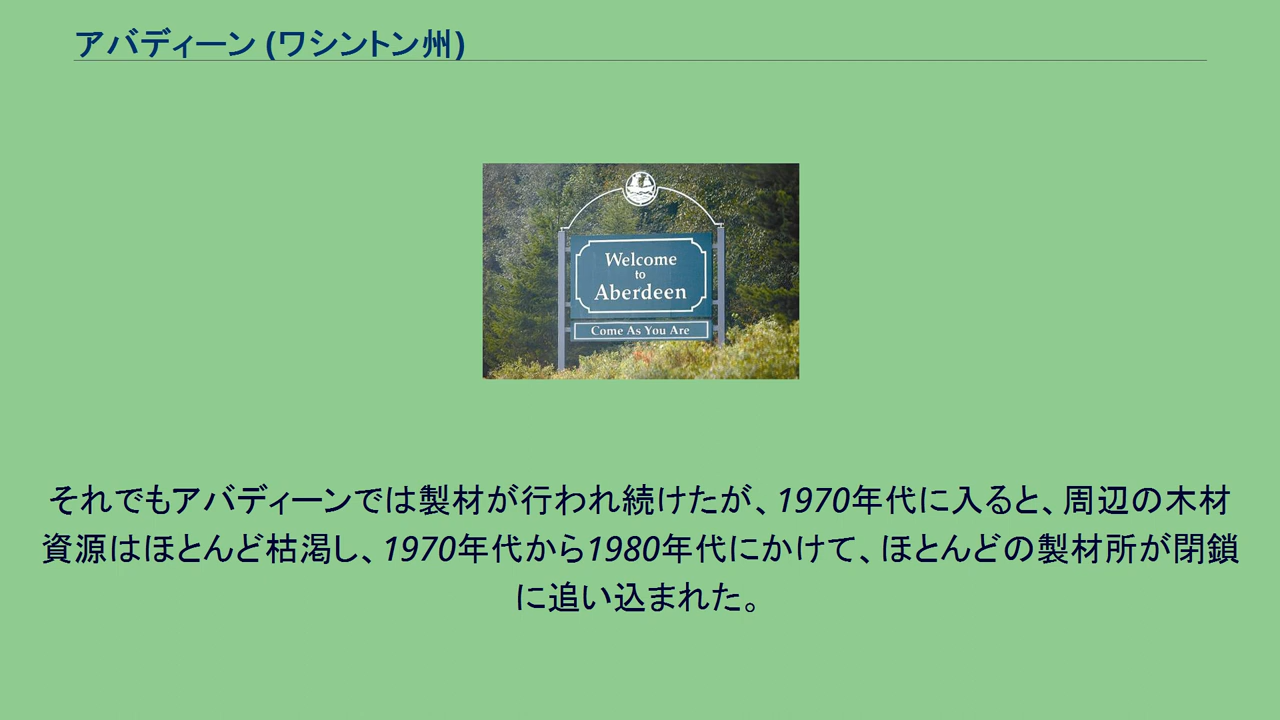 アバディーン (ワシントン州)
Welcome
to
Aberdeen
Come As You Are
それでもアバディーンでは製材が行われ続けたが、1970年代に入ると、周辺の木材
資源はほとんど枯渇し、1970年代から1980年代にかけて、ほとんどの製材所が閉鎖
に追い込まれた。